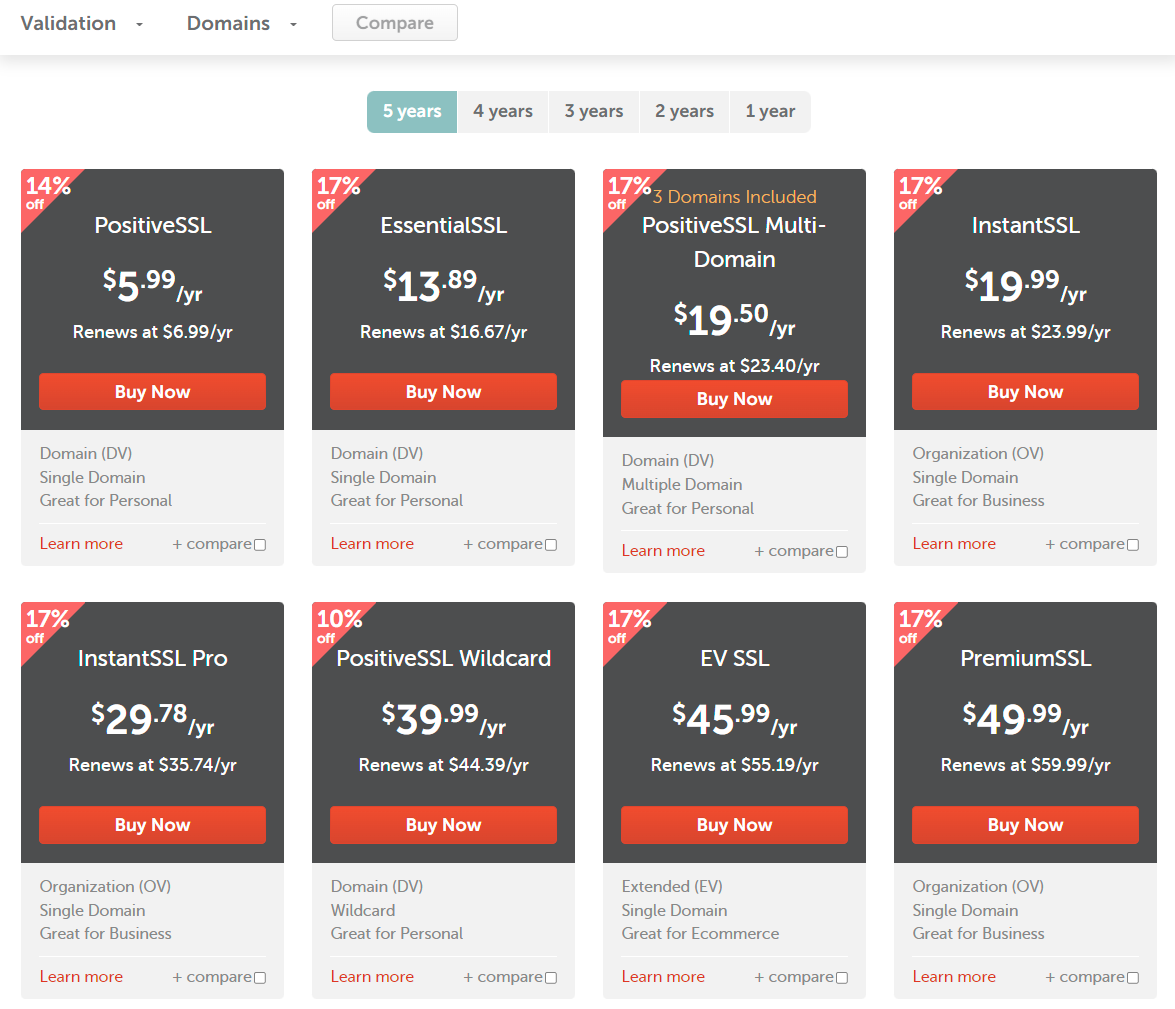 Validation
Domains
Compare
5 years
4 years
3 years
2 years
1 year
14%
off
PositiveSSL
$5.99/yr
Renews at $6.99/yr
Buy Now
Domain (DV)
Single Domain
Great for Personal
Learn more
+ compare
17%
off
EssentialSSL
$13.89/yr
Renews at $16.67/yr
Buy Now
Domain (DV)
Single Domain
Great for Personal
Learn more
+ compare
17%
off
3 Domains Included
PositiveSSL Multi-
Domain
$19.50/yr
Renews at $23.40/yr
Buy Now
Domain (DV)
Multiple Domain
Great for Personal
Learn more
+ compare
17%
off
InstantSSL
$19.99/yr
Renews at $23.99/yr
Buy Now
Organization (OV)
Single Domain
Great for Business
Learn more
+ compare
17%
off
InstantSSL Pro
$29.78/yr
Renews at $35.74/yr
Buy Now
Organization (OV)
Single Domain
Great for Business
Learn more
+ compare
10%
off
PositiveSSL Wildcard
$39.99/yr
Renews at $44.39/yr
Buy Now
Domain (DV)
Wildcard
Great for Personal
Learn more
+ compare
17%
off
EV SSL
$45.99/yr
Renews at $55.19/yr
Buy Now
Extended (EV)
Single Domain
Great for Ecommerce
Learn more
+ compare
17%
off
PremiumSSL
$49.99/yr
Renews at $59.99/yr
Buy Now
Organization (OV)
Single Domain
Great for Business
Learn more
+ compare